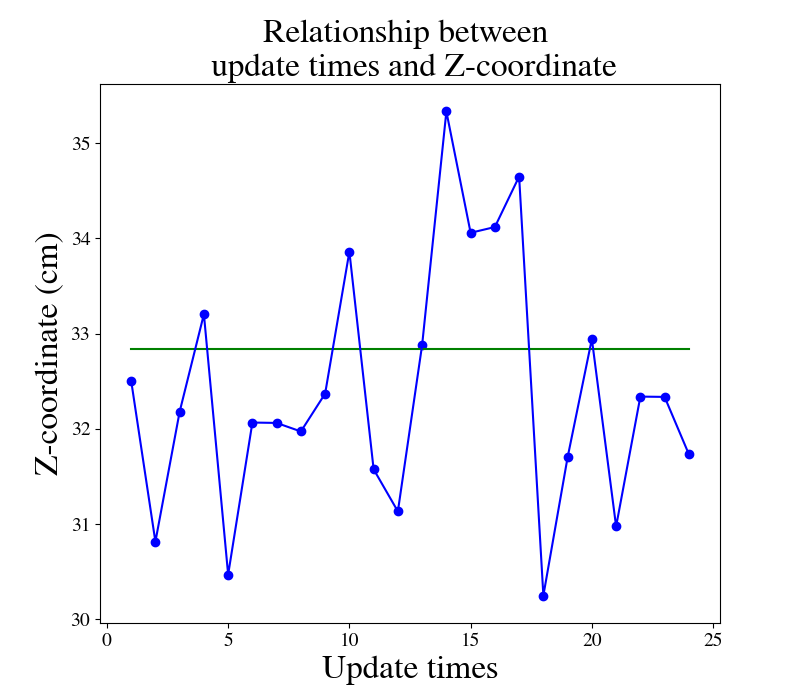 Relationship between
update times and Z-coordinate
Z-coordinate (cm)
35
34
33
32
31
30
0 5 10 15 20 25
Update times